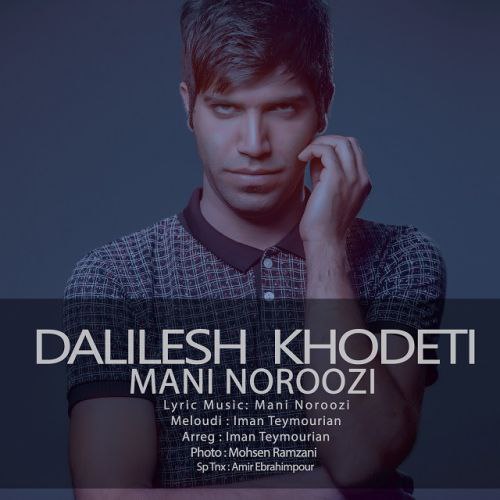 DALILESH KHODETI
MANI NOROOZI
Lyric Music: Mani Noroozi
Meloudi : Iman Teymourian
Arreg : Iman Teymourian
Photo : Mohsen Ramzani
Sp Tnx : Amir Ebrahimpour